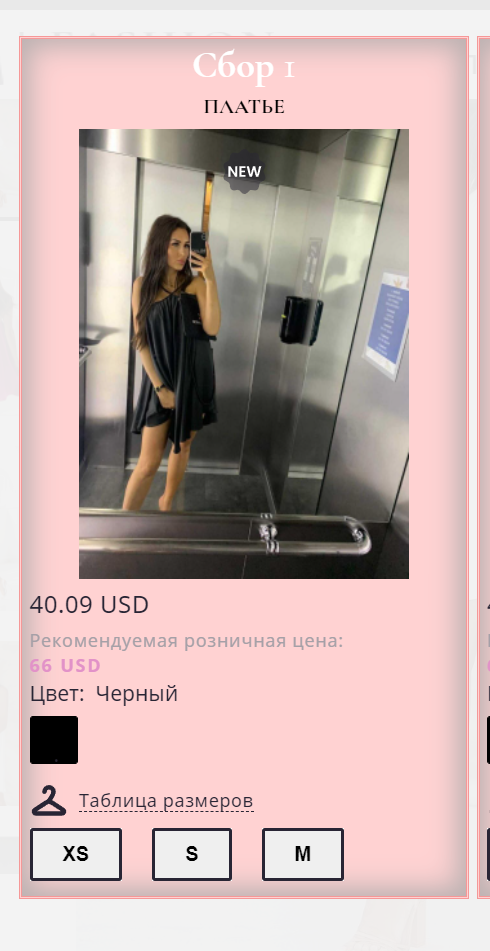 Сбор 1
ПЛАТЬЕ
NEW
40.09 USD
Рекомендуемая розничная цена:
66 USD
Цвет: Черный
Таблица размеров
XS S M